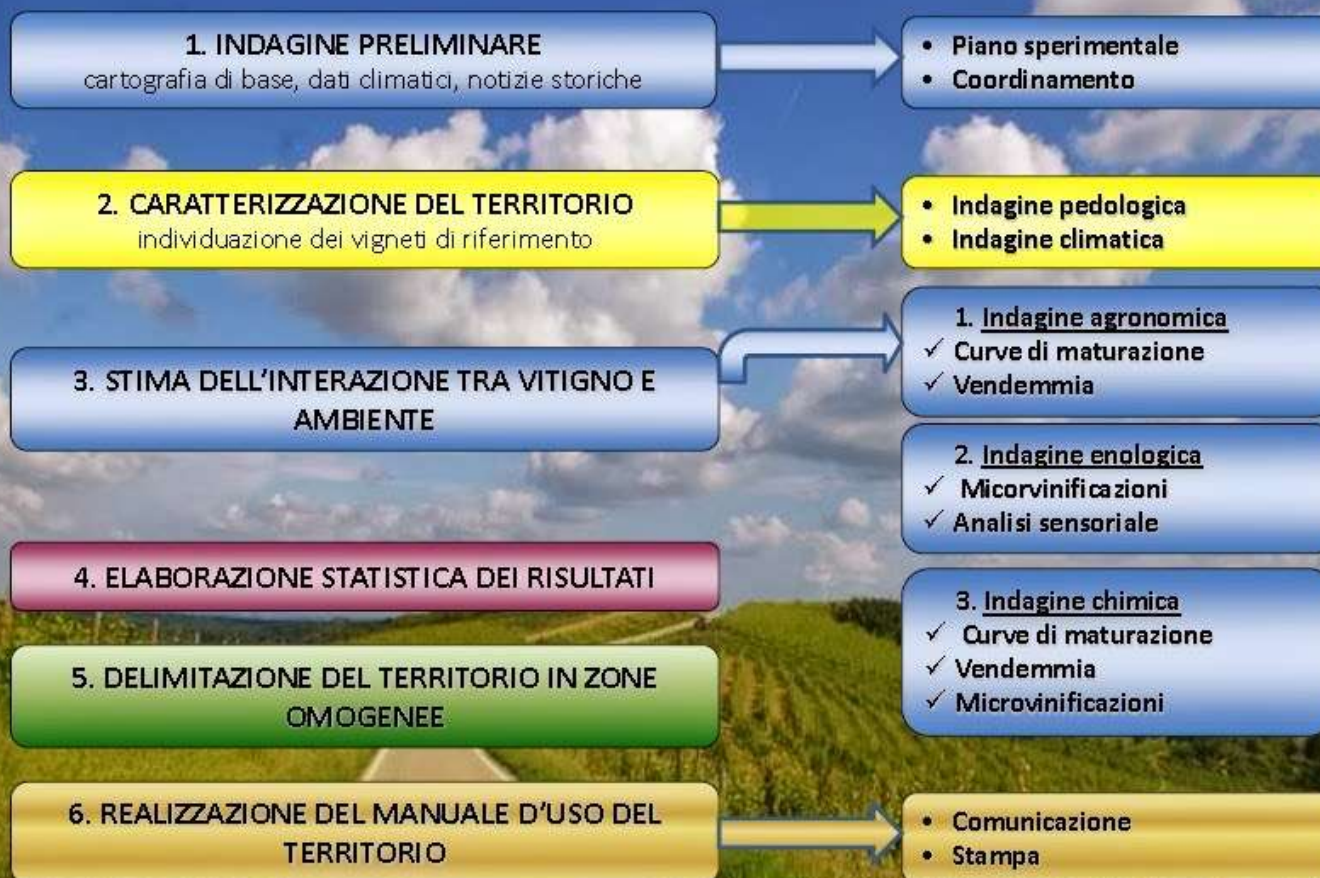 1. INDAGINE PRELIMINARE
cartografia di base, dati climatici, notizie storiche
• Piano sperimentale
• Coordinamento
2. CARATTERIZZAZIONE DEL TERRITORIO
individuazione dei vigneti di riferimento
• Indagine pedologica
• Indagine climatica
3. STIMA DELL'INTERAZIONE TRA VITIGNO E
AMBIENTE
1. Indagine agronomica
✓ Curve di maturazione
✓ Vendemmia
2. Indagine enologica
✓ Micorvinificazioni
✓ Analisi sensoriale
3. Indagine chimica
✓ Curve di maturazione
✓ Vendemmia
✓ Microvinificazioni
4. ELABORAZIONE STATISTICA DEI RISULTATI
5. DELIMITAZIONE DEL TERRITORIO IN ZONE
OMOGENEE
6. REALIZZAZIONE DEL MANUALE D'USO DEL
TERRITORIO
• Comunicazione
• Stampa